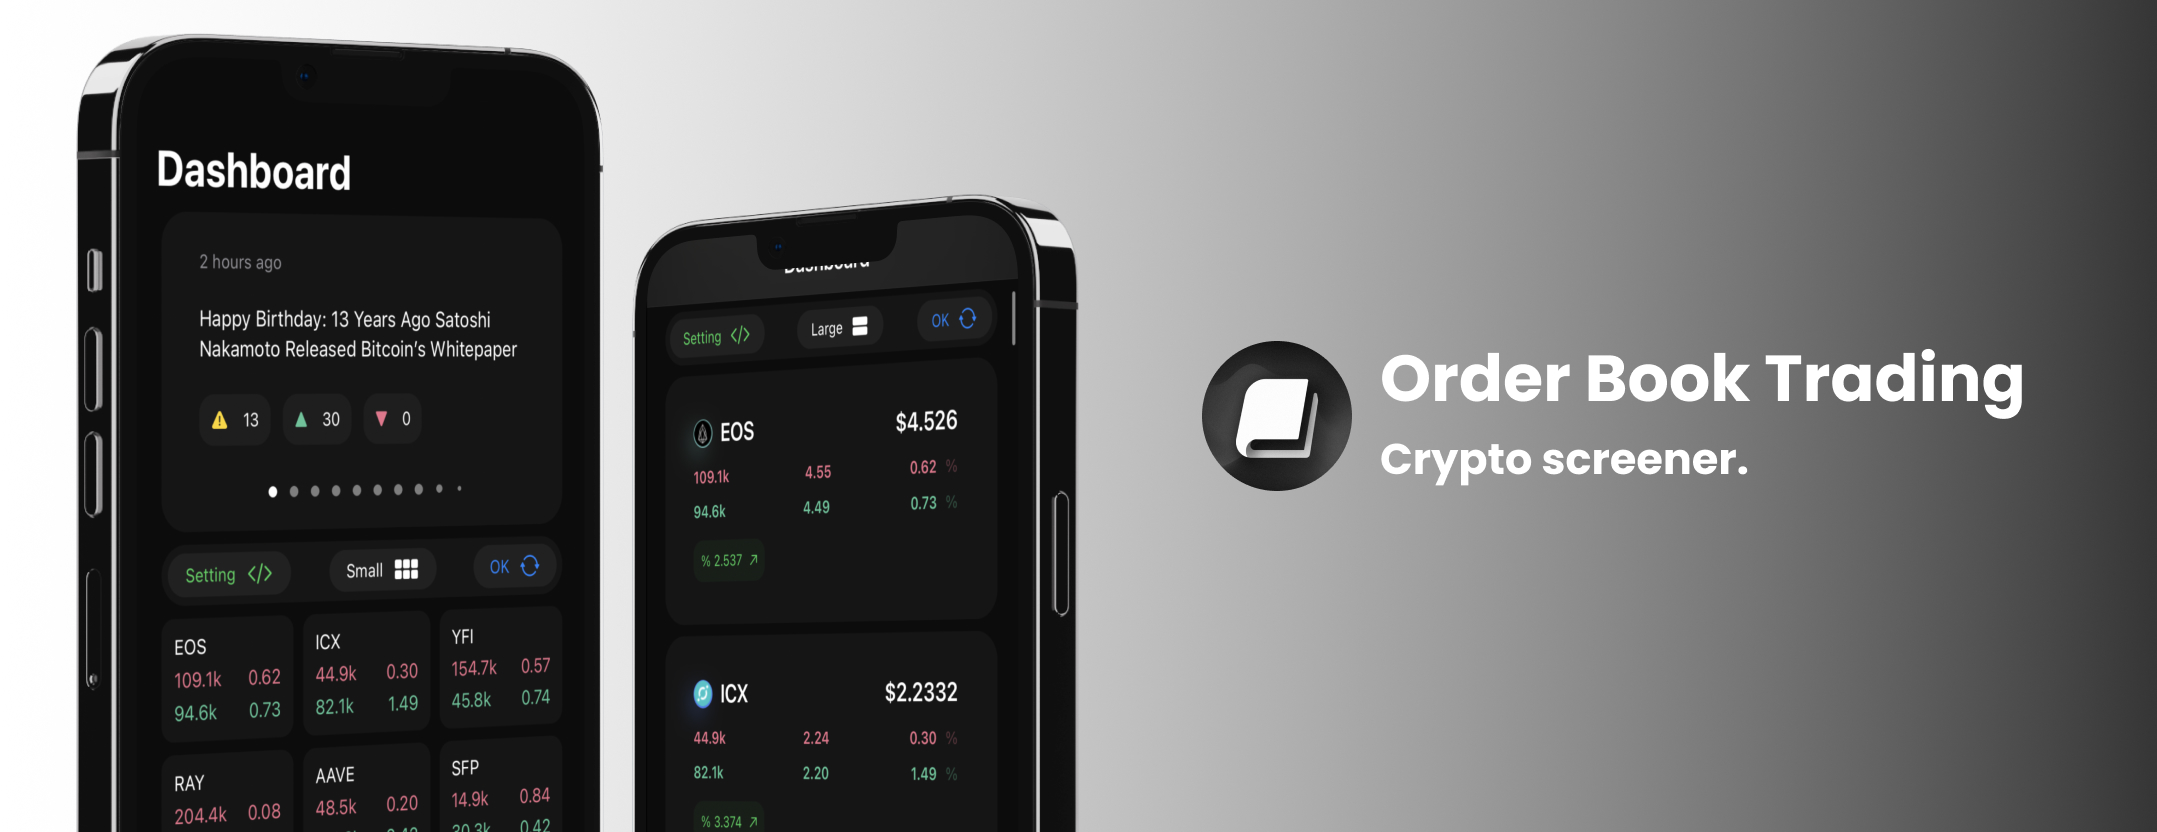 Dashboard
2 hours ago
Happy Birthday: 13 Years Ago Satoshi
Nakamoto Released Bitcoin's Whitepaper
13 30 0
Setting </> Small OK
EOS ICX YFI
109.1k 0.62 44.9k 0.30 154.7k 0.57
94.6k 0.73 82.1k 1.49 45.8k 0.74
RAY AAVE SFP
204.4k 0.08 48.5k 0.20 14.9k 0.84
30.3k 0.42
Dashboard
Setting </> Large OK
EOS $4.526
109.1k 4.55 0.62 %
94.6k 4.49 0.73 %
% 2.537 ↗
ICX $2.2332
44.9k 2.24 0.30 %
82.1k 2.20 1.49 %
% 3.374 ↗
Order Book Trading
Crypto screener.